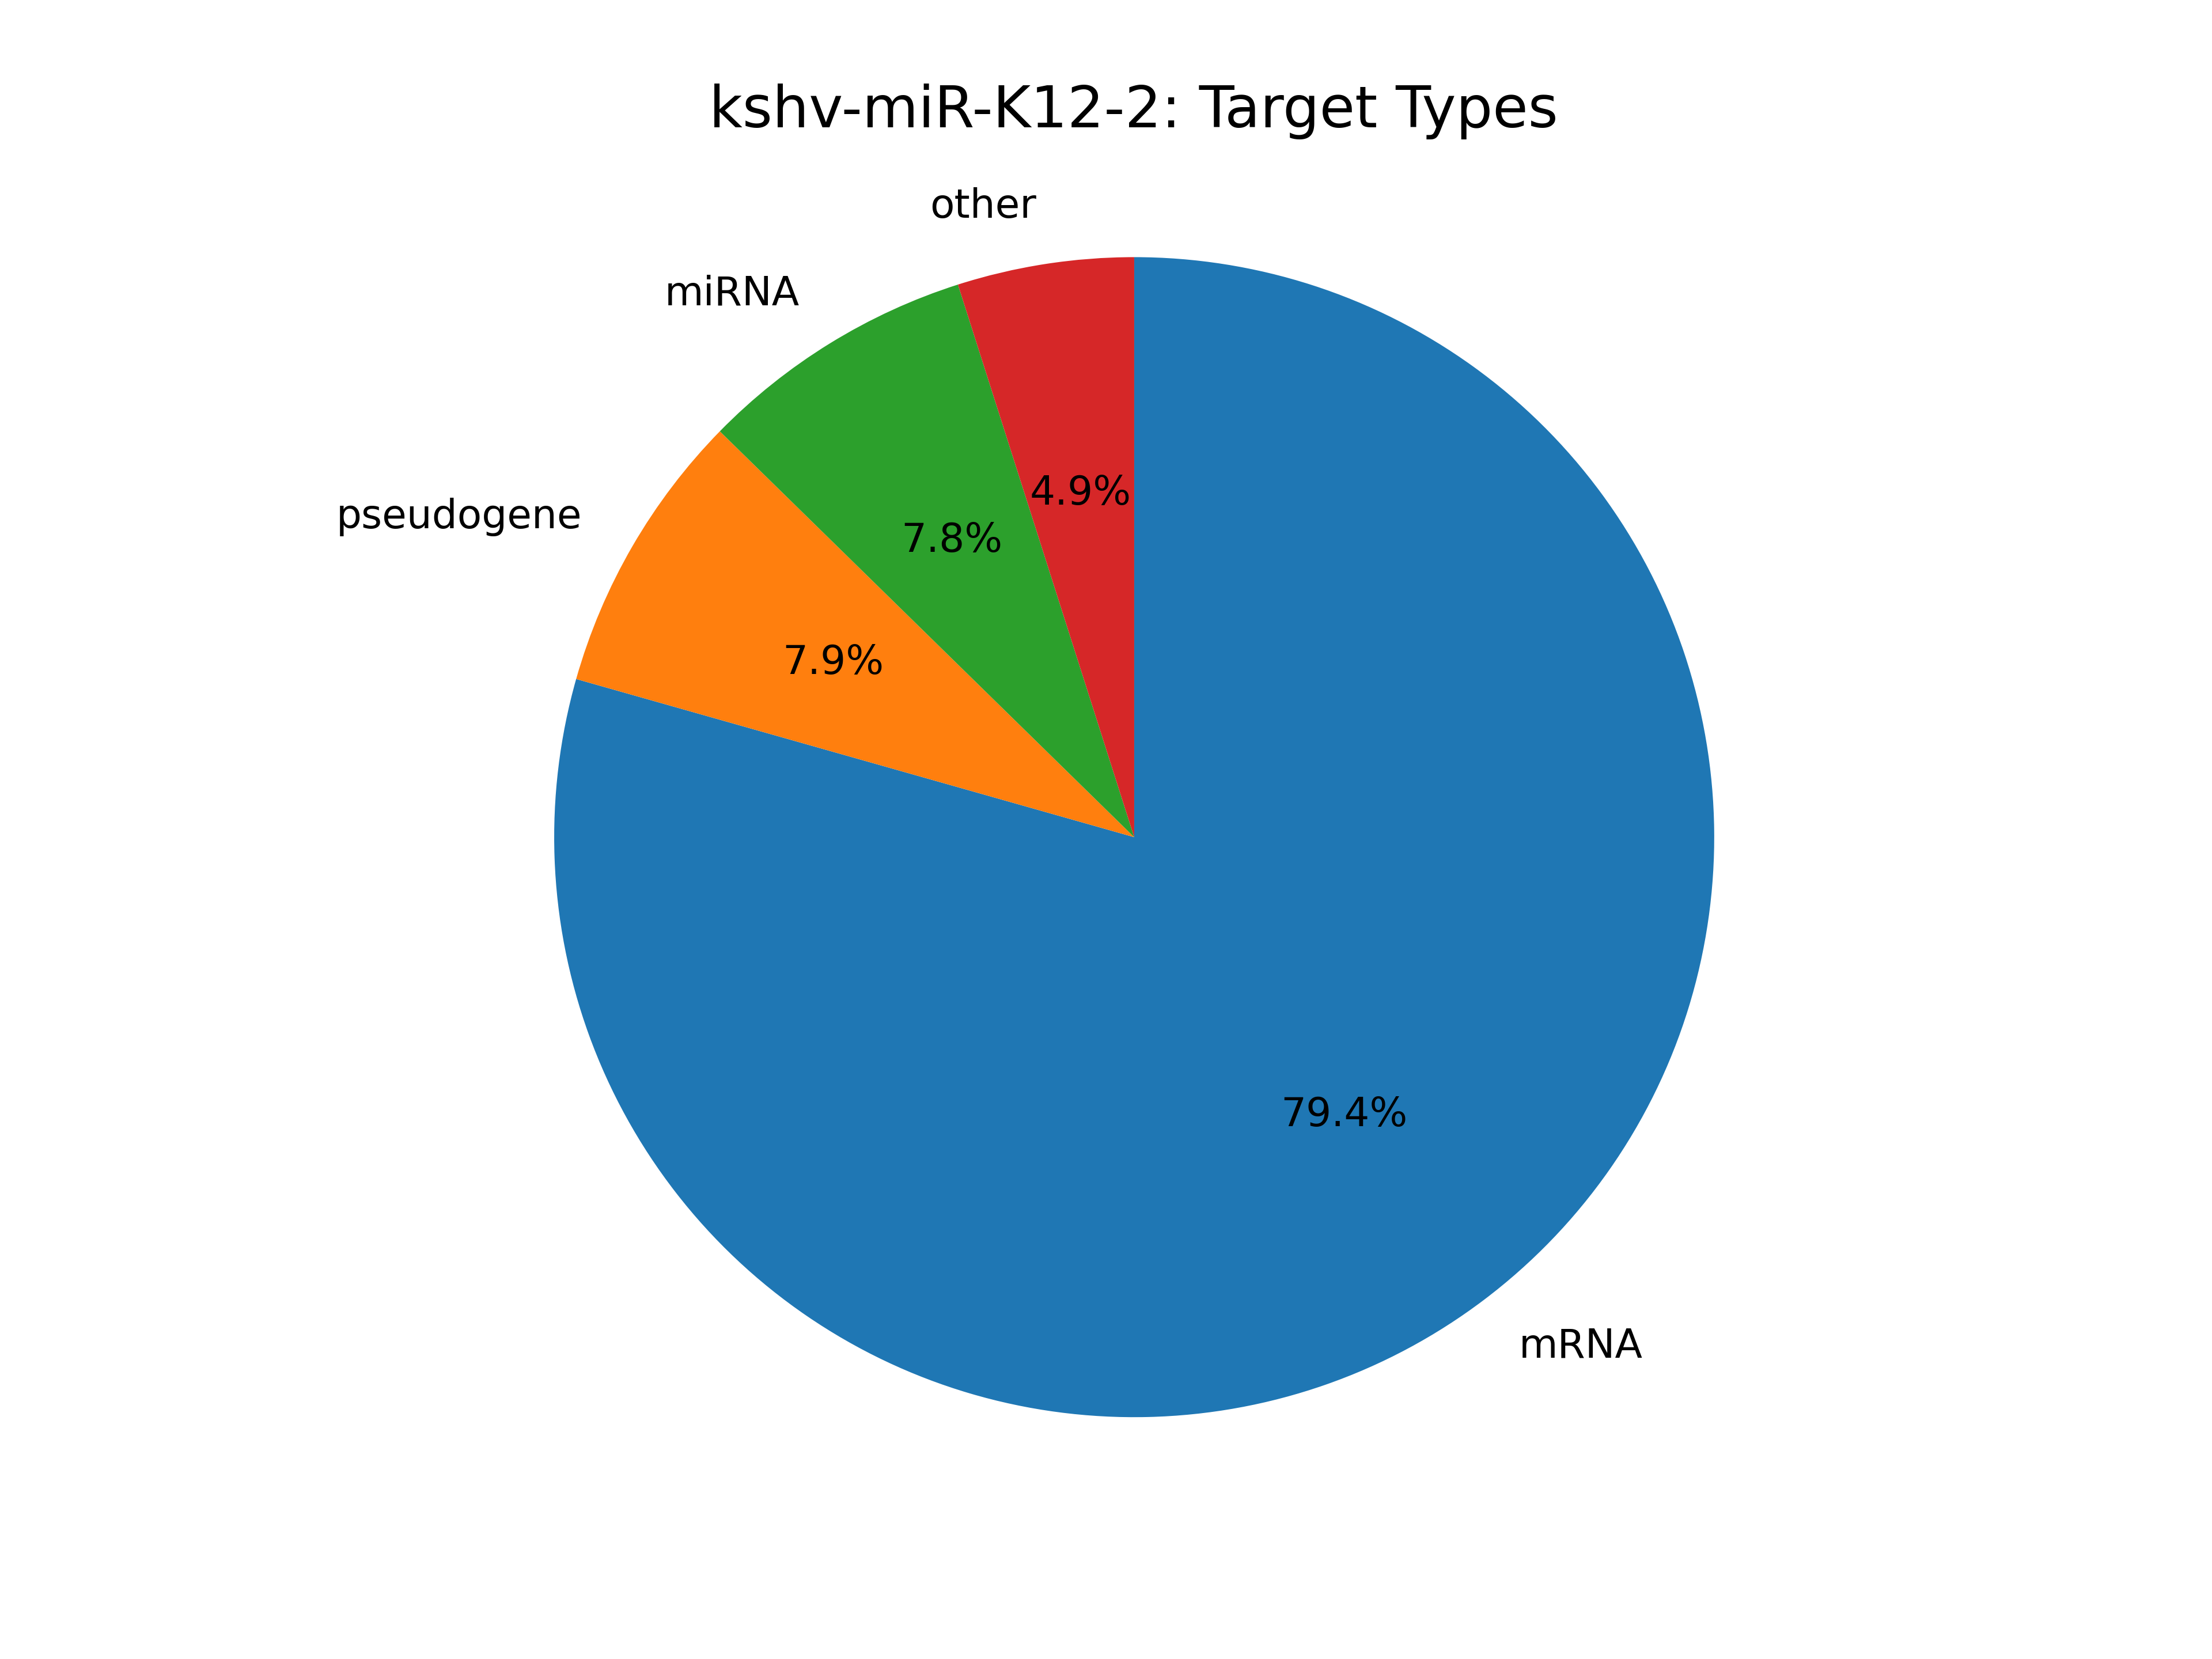 kshv-miR-K12-2: Target Types
other
miRNA
4.9%
pseudogene
7.8%
7.9%
79.4%
mRNA